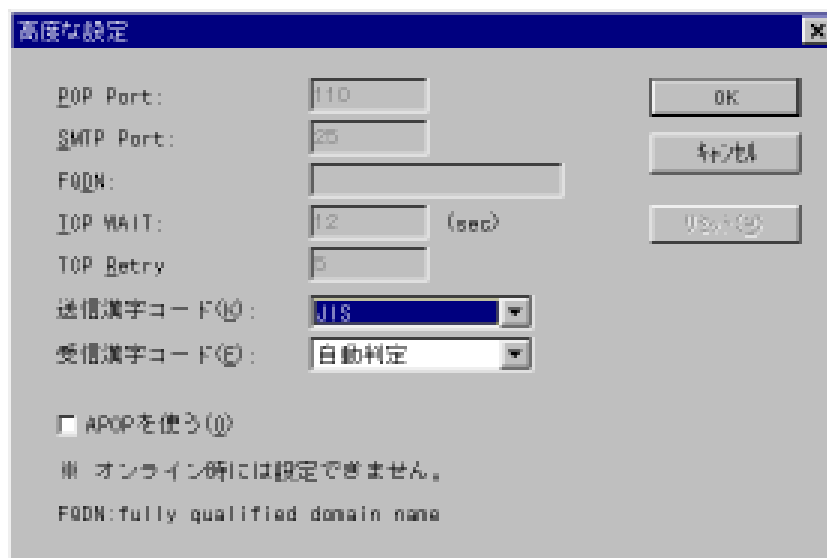 高度な設定
POP Port: 110
OK
SMTP Port: 25
キャンセル
FQDN:
TCP WAIT: 12 (sec)
リセット(R)
TCP Retry 5
送信漢字コード(K): JIS
受信漢字コード(E): 自動判定
APOPを使う(O)
※ オンライン時には設定できません。
FQDN:fully qualified domain name